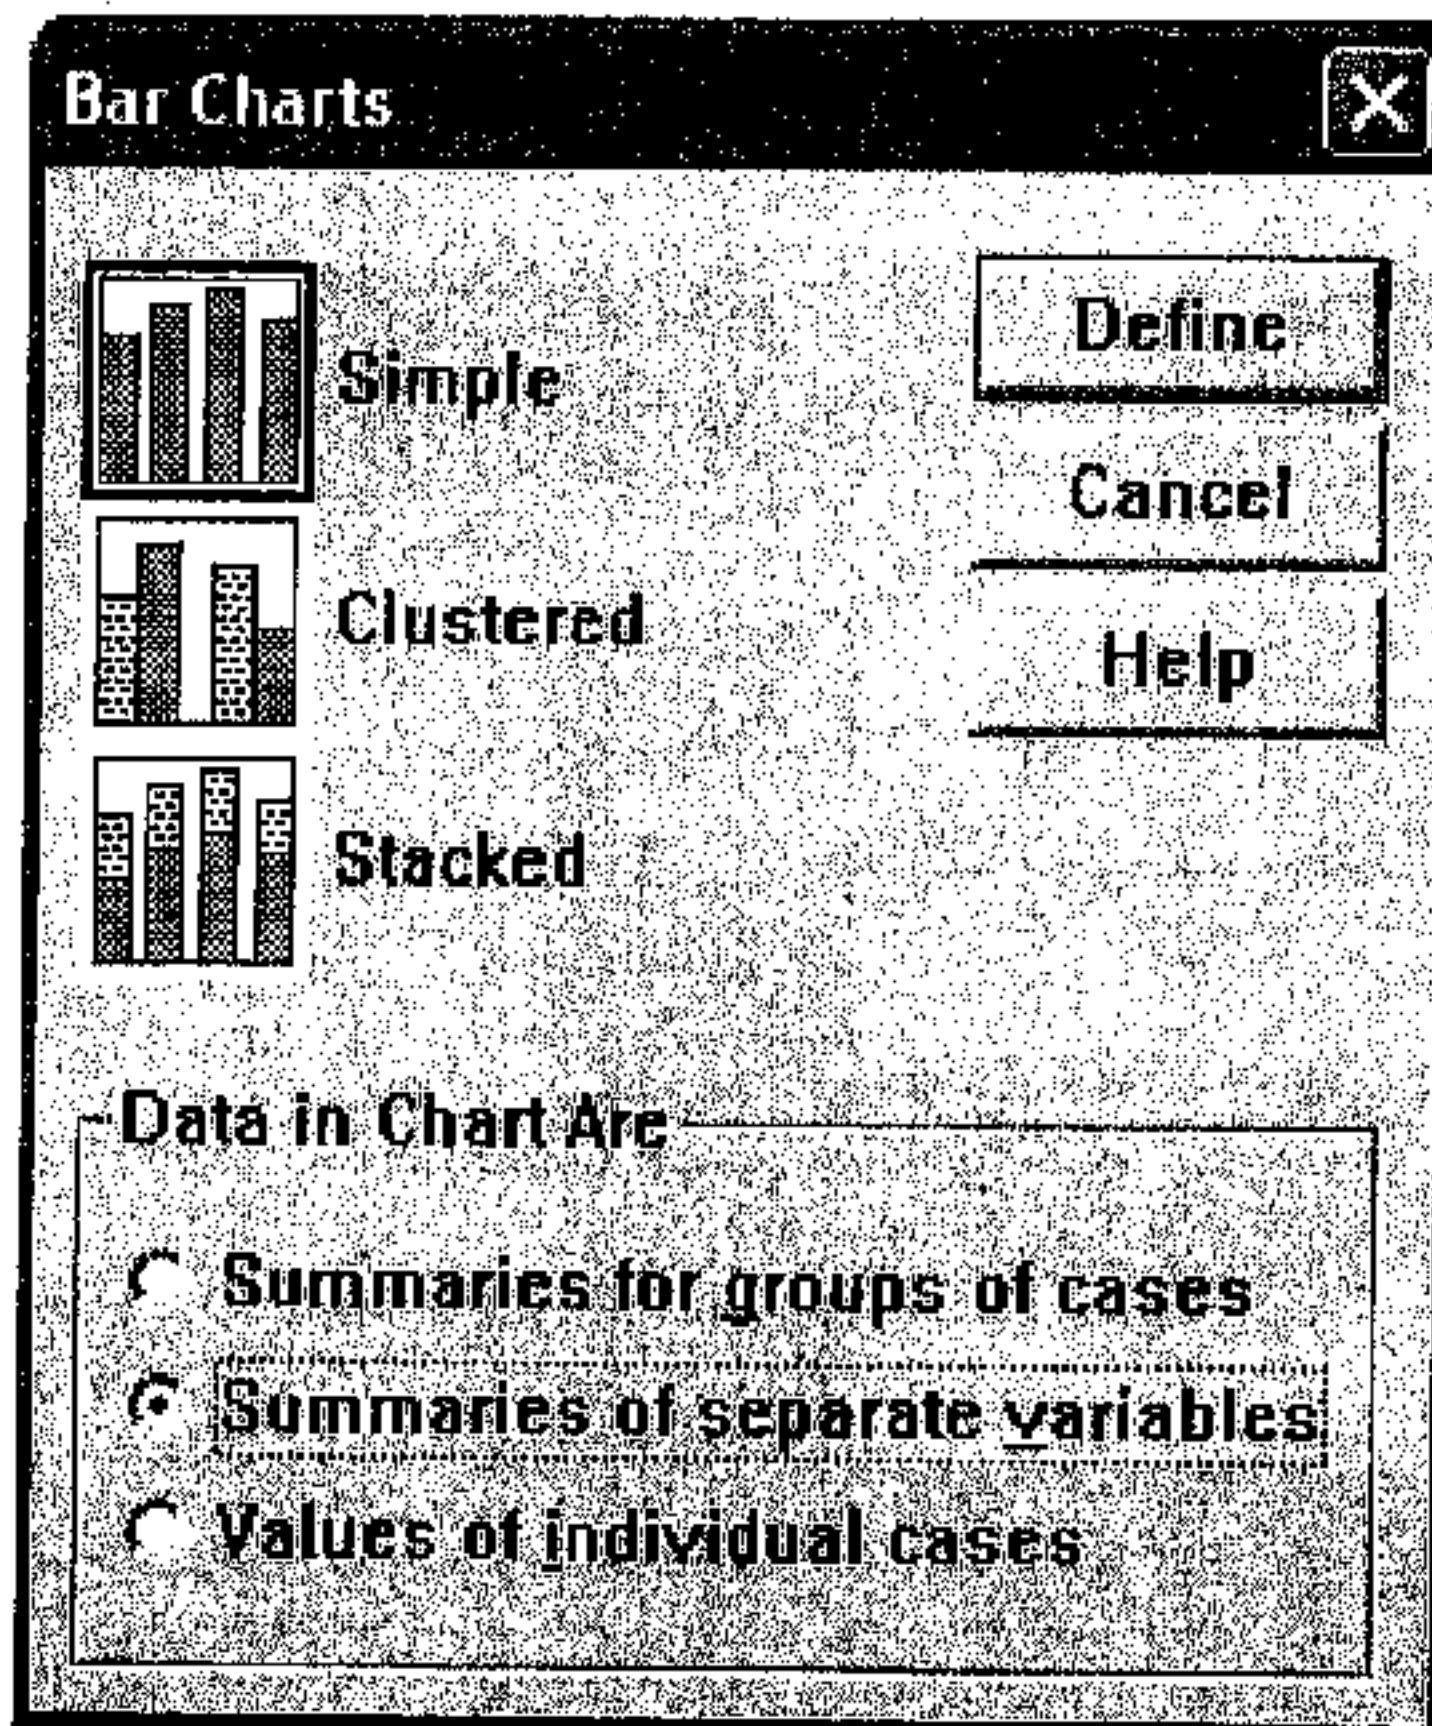 Bar Charts
Simple
Clustered
Stacked
Define
Cancel
Help
Data in Chart Are
Summaries for groups of cases
Summaries of separate variables
Values of individual cases